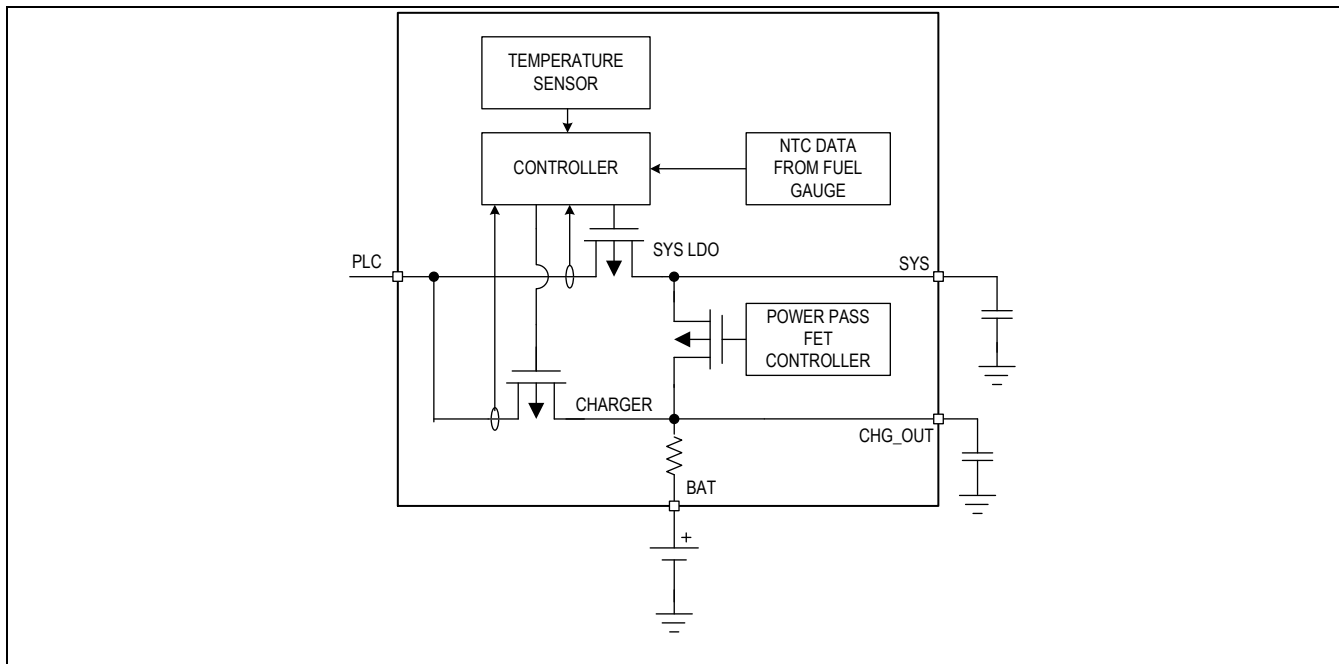 TEMPERATURE
SENSOR
CONTROLLER
NTC DATA
FROM FUEL
GAUGE
SYS LDO
PLC
SYS
POWER PASS
FET
CONTROLLER
CHARGER
CHG_OUT
BAT
+